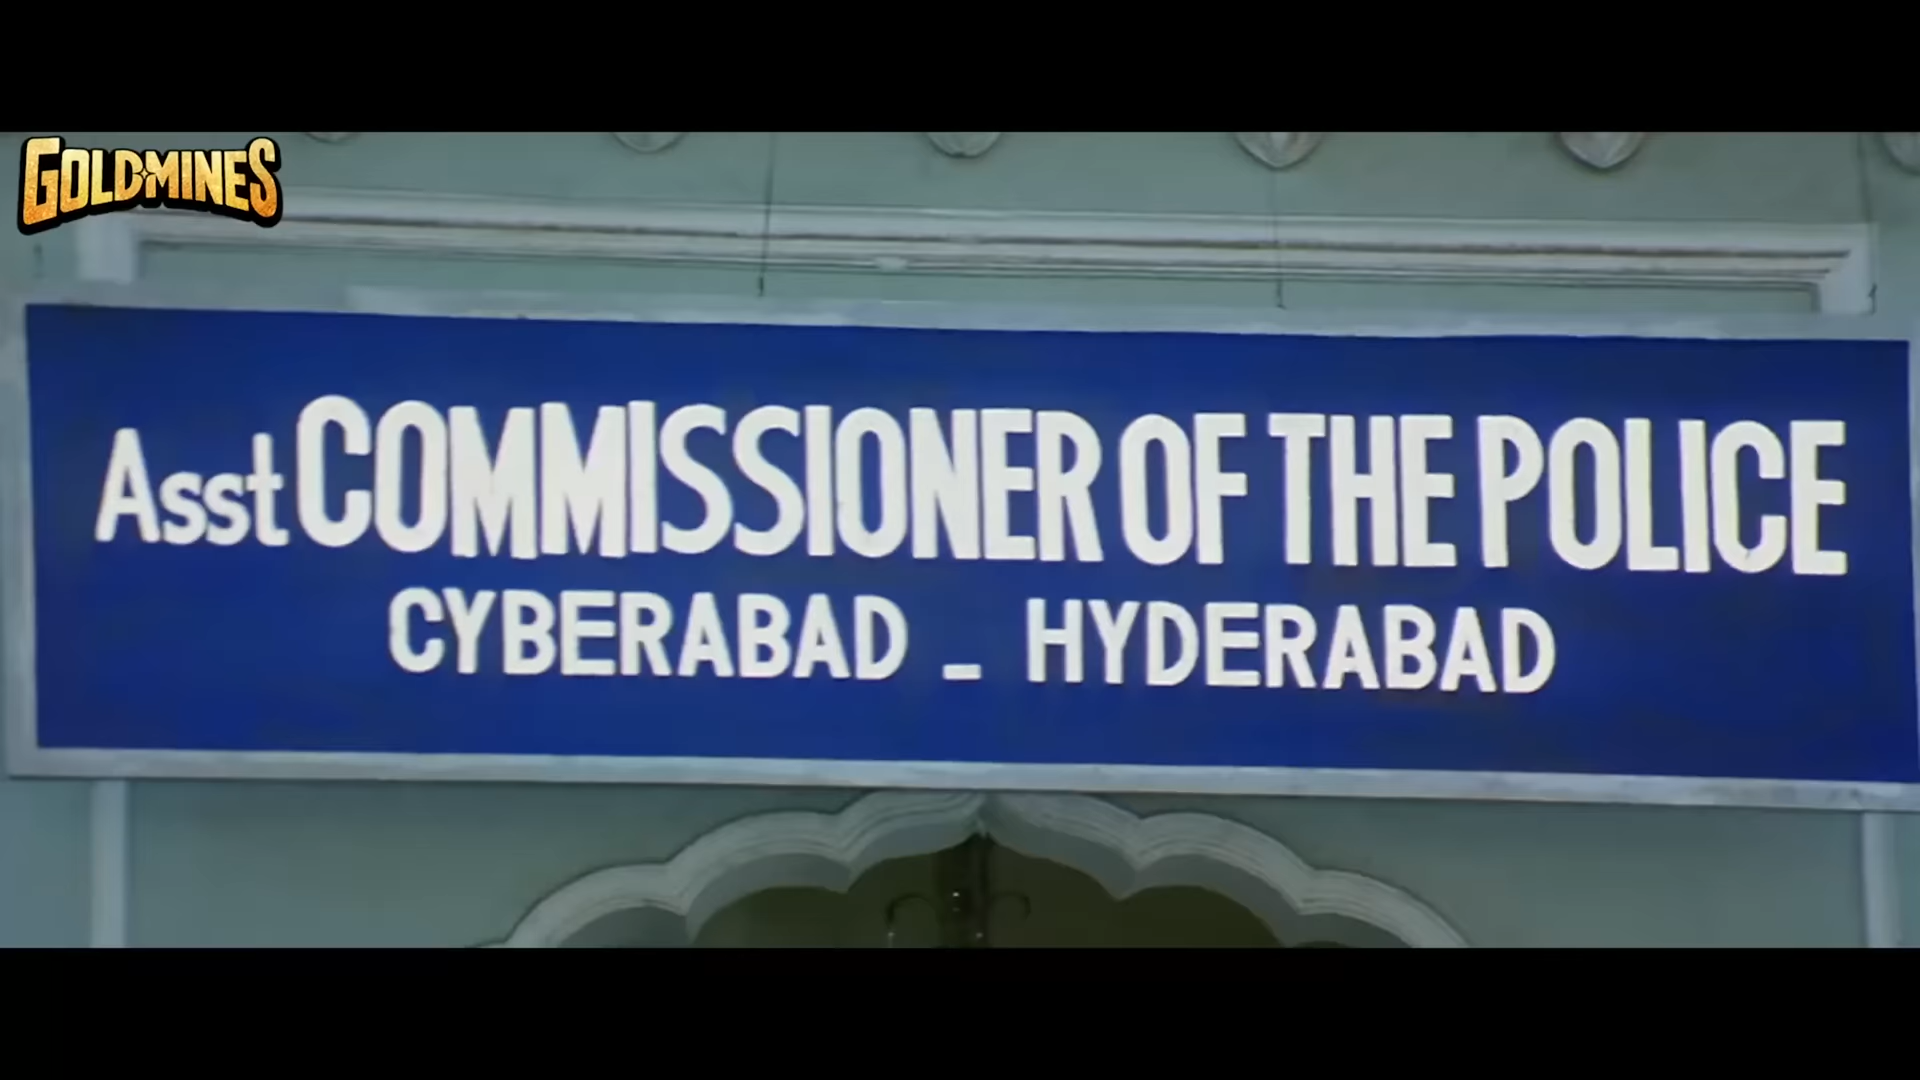 GOLDMINES
Asst COMMISSIONER OF THE POLICE
CYBERABAD - HYDERABAD